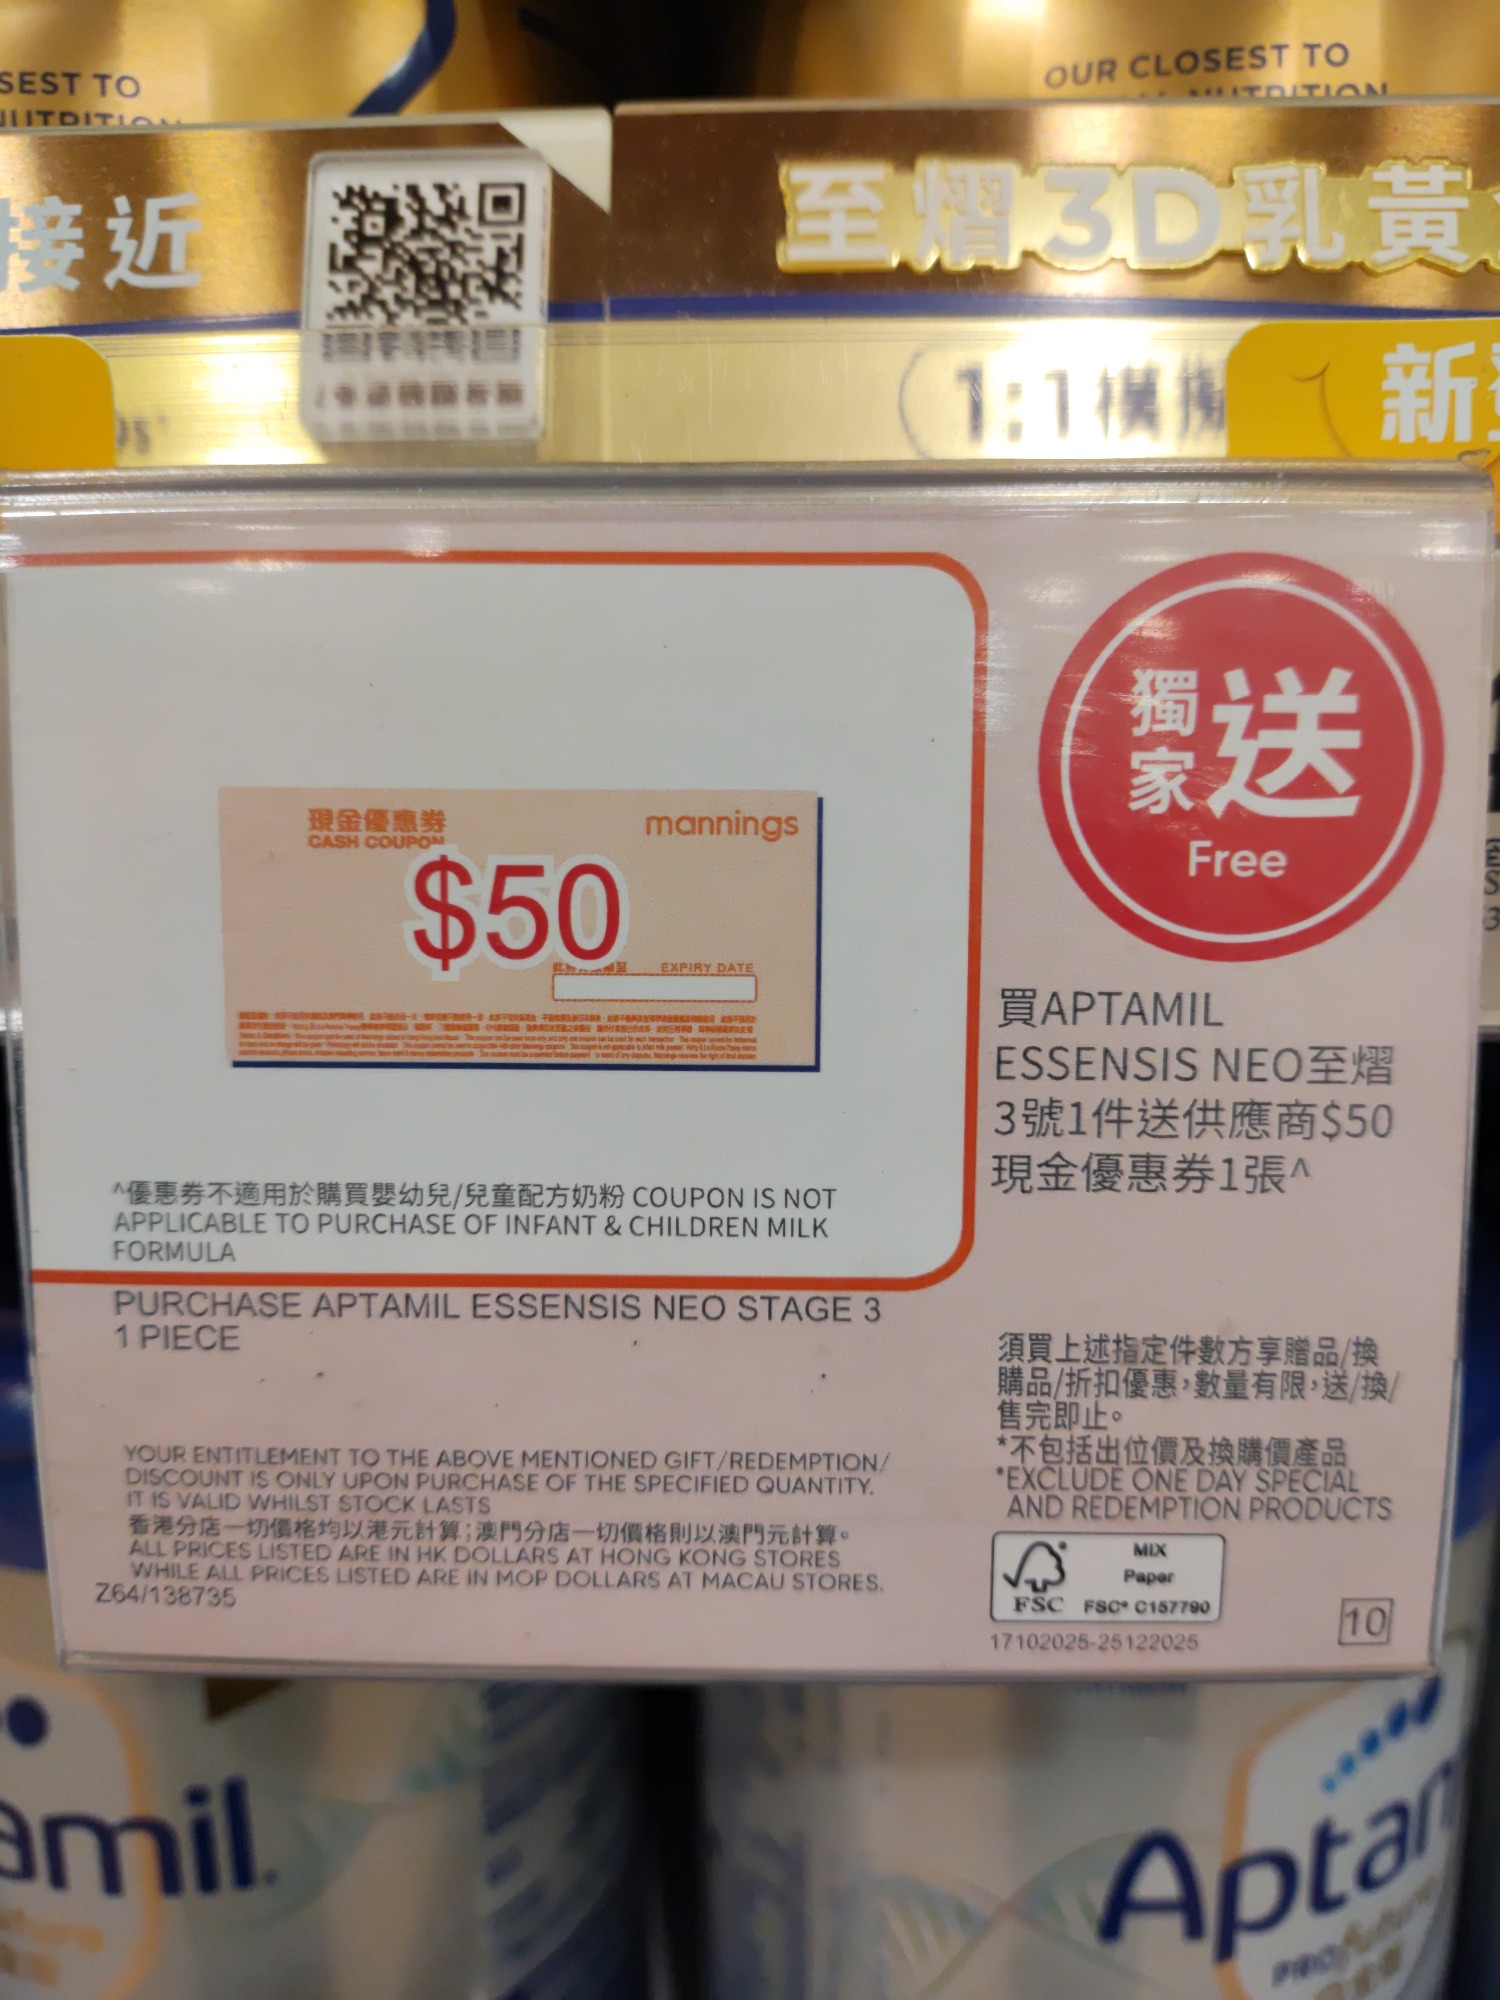 SEST TO
OUR CLOSEST TO
接近
至熠3D乳黃
1:1模擬
新
現金優惠券
CASH COUPON
mannings
$50
EXPIRY DATE
獨家送
Free
買APTAMIL
ESSENSIS NEO至熠
3號1件送供應商$50
現金優惠券1張^
^優惠券不適用於購買嬰幼兒/兒童配方奶粉 COUPON IS NOT
APPLICABLE TO PURCHASE OF INFANT & CHILDREN MILK
FORMULA
PURCHASE APTAMIL ESSENSIS NEO STAGE 3
1 PIECE
須買上述指定件數方享贈品/換
購品/折扣優惠,數量有限,送/換/
售完即止。
*不包括出位價及換購價產品
*EXCLUDE ONE DAY SPECIAL
AND REDEMPTION PRODUCTS
YOUR ENTITLEMENT TO THE ABOVE MENTIONED GIFT/REDEMPTION/
DISCOUNT IS ONLY UPON PURCHASE OF THE SPECIFIED QUANTITY.
IT IS VALID WHILST STOCK LASTS
香港分店一切價格均以港元計算;澳門分店一切價格則以澳門元計算。
ALL PRICES LISTED ARE IN HK DOLLARS AT HONG KONG STORES
WHILE ALL PRICES LISTED ARE IN MOP DOLLARS AT MACAU STORES.
Z64/138735
MIX
Paper
FSC
FSC® C157790
17102025-25122025
10
amil
Aptam